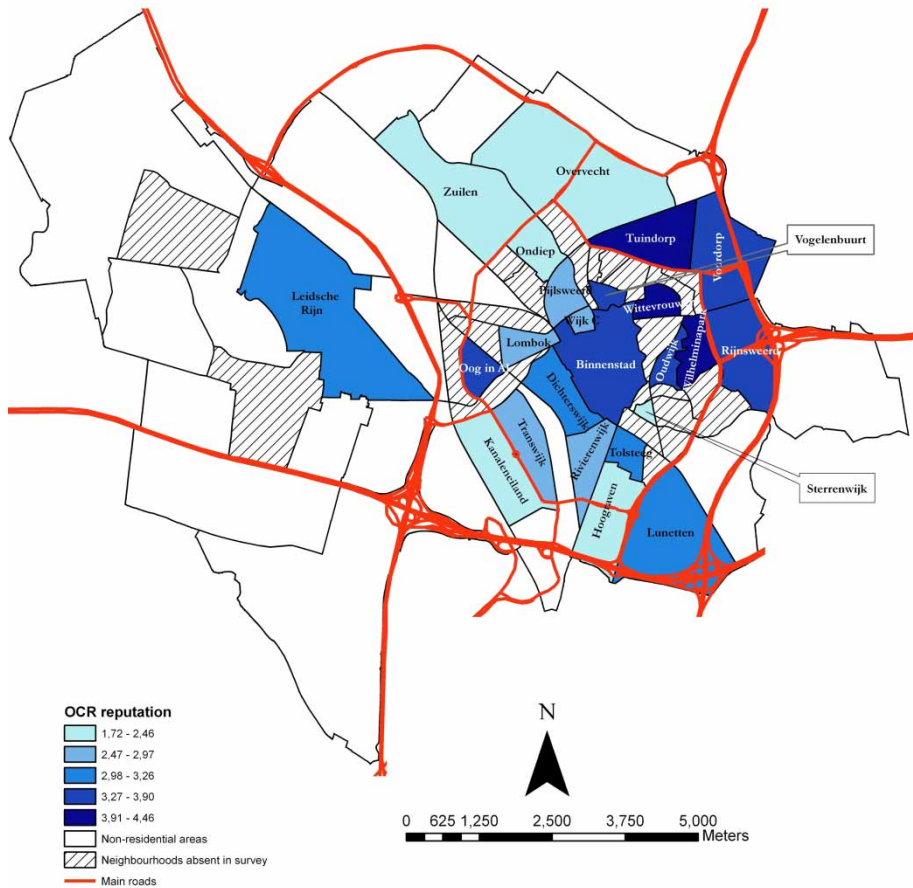 Overvecht
Zuilen
Vogelenbuurt
Tuindorp
Voordorp
Ondiep
Pijlsweerd
Leidsche
Rijn
Wittevrouw
Wijk C
Lombok
Oudwijk
Wilhelminapark
Rijnsweerd
Oog in Al
Binnenstad
Dichterswijk
Transwijk
Rivierenwijk
Kanaleneiland
Tolsteeg
Sterrenwijk
Hoograven
Lunetten
OCR reputation
1,72 - 2,46
2,47 - 2,97
2,98 - 3,26
3,27 - 3,90
3,91 - 4,46
Non-residential areas
Neighbourhoods absent in survey
Main roads
N
0 625 1,250 2,500 3,750 5,000
Meters